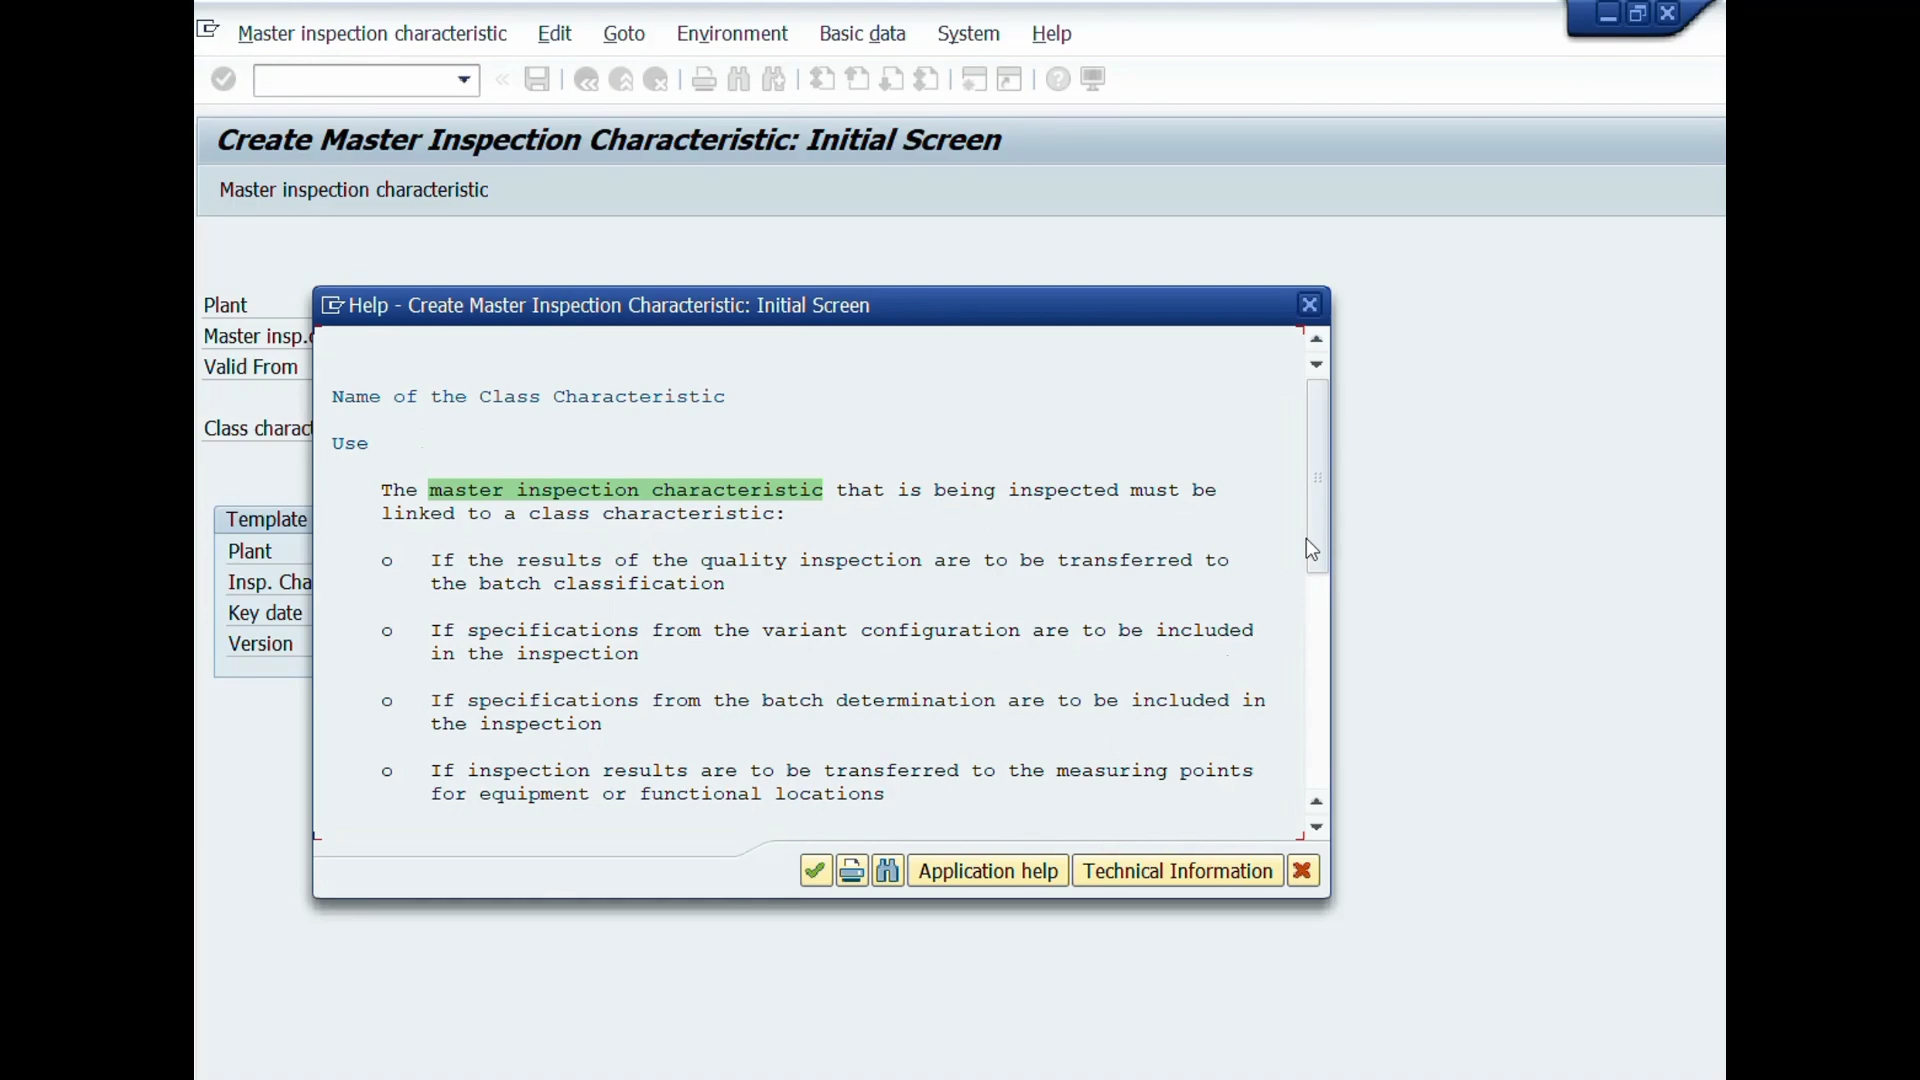 Master inspection characteristic Edit Goto Environment Basic data System Help
Create Master Inspection Characteristic: Initial Screen
Master inspection characteristic
Plant
Master insp.
Valid From
Class charact
Template
Plant
Insp. Cha
Key date
Version
Help - Create Master Inspection Characteristic: Initial Screen
Name of the Class Characteristic
Use
The master inspection characteristic that is being inspected must be
linked to a class characteristic:
o If the results of the quality inspection are to be transferred to
the batch classification
o If specifications from the variant configuration are to be included
in the inspection
o If specifications from the batch determination are to be included in
the inspection
o If inspection results are to be transferred to the measuring points
for equipment or functional locations
Application help Technical Information